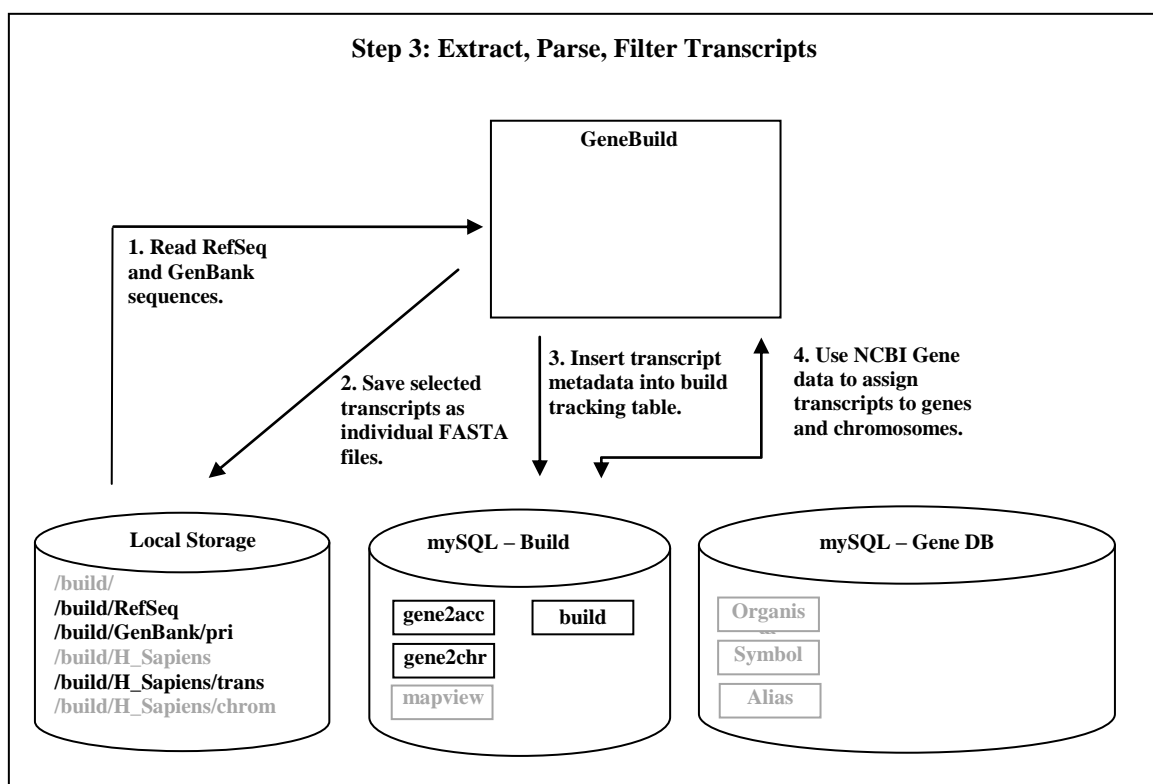 Step 3: Extract, Parse, Filter Transcripts
GeneBuild
1. Read RefSeq
and GenBank
sequences.
2. Save selected
transcripts as
individual FASTA
files.
3. Insert transcript
metadata into build
tracking table.
4. Use NCBI Gene
data to assign
transcripts to genes
and chromosomes.
Local Storage
/build/
/build/RefSeq
/build/GenBank/pri
/build/H_Sapiens
/build/H_Sapiens/trans
/build/H_Sapiens/chrom
mySQL – Build
gene2acc
build
gene2chr
mapview
mySQL – Gene DB
Organis
Symbol
Alias